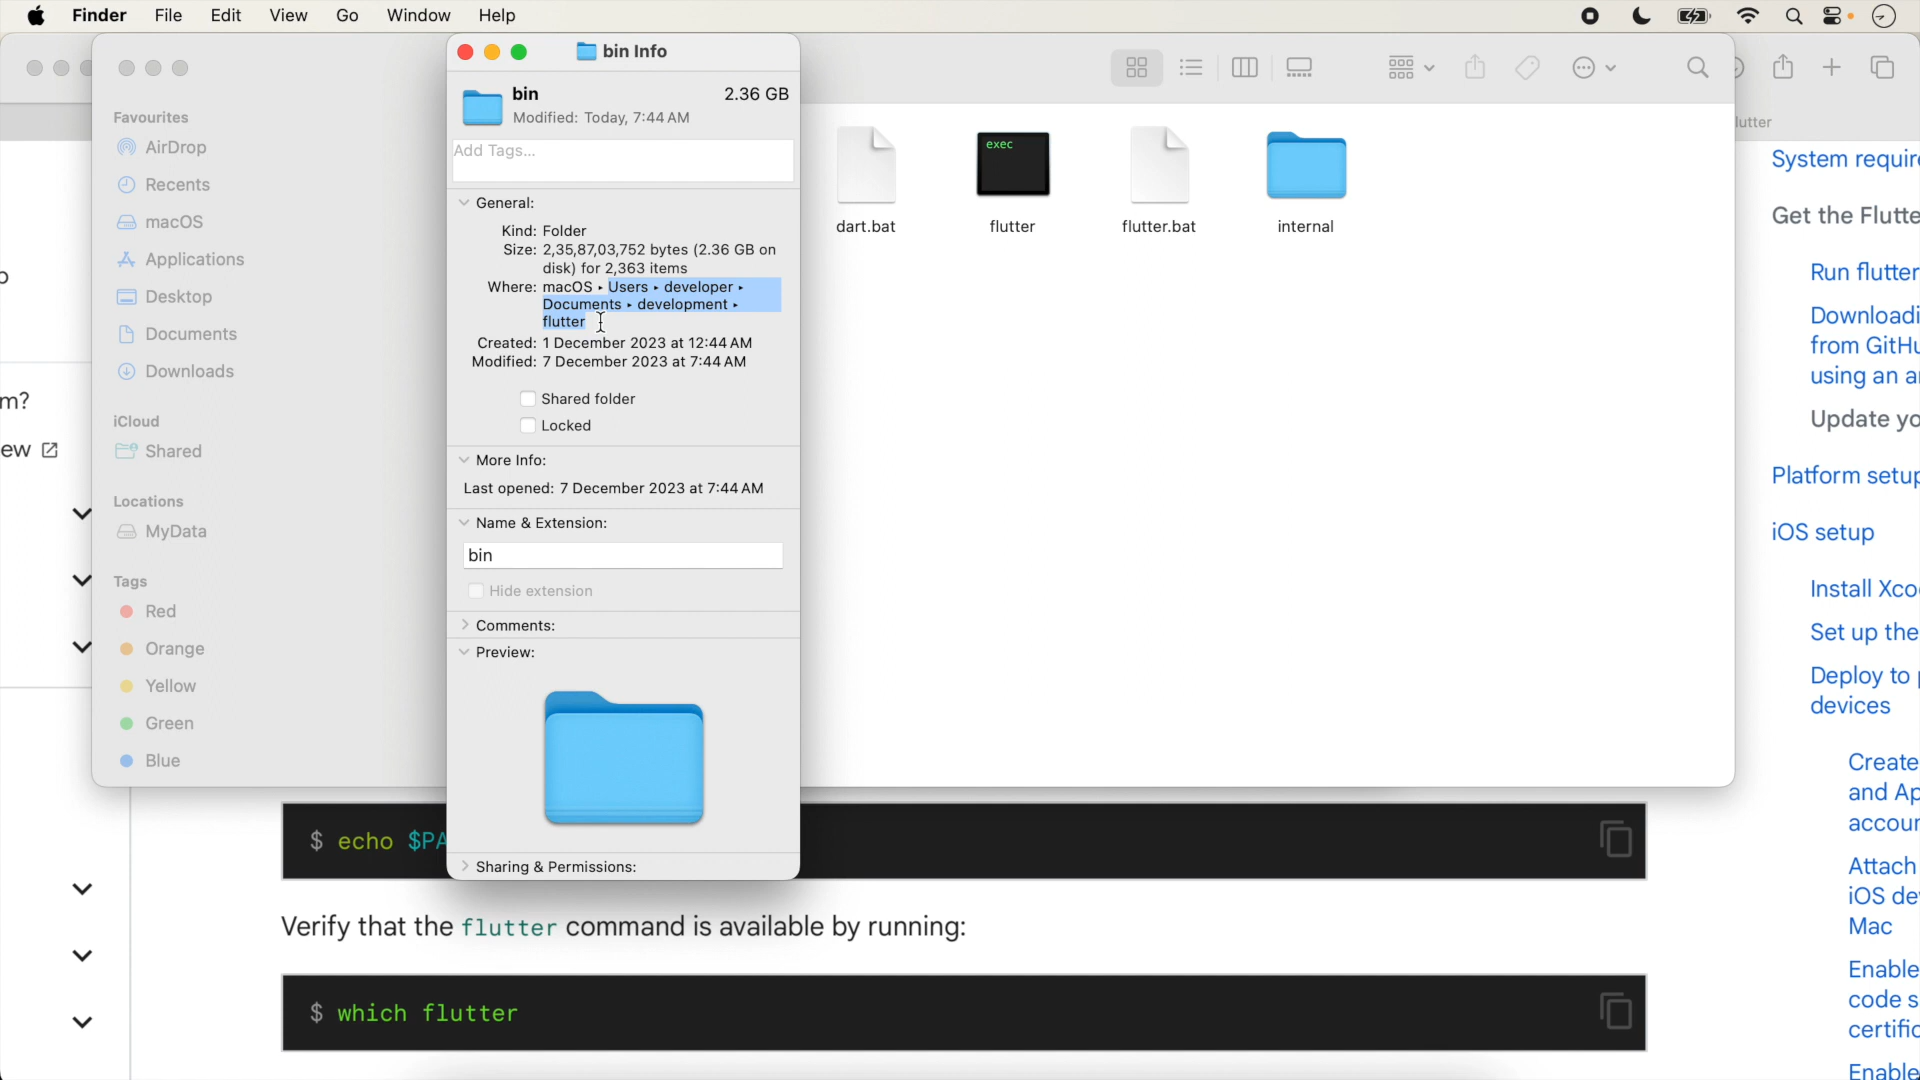 Finder File Edit View Go Window Help
bin Info
bin 2.36 GB
Modified: Today, 7:44 AM
Add Tags...
General:
Kind: Folder
Size: 2,35,87,03,752 bytes (2.36 GB on
disk) for 2,363 items
Where: macOS ▸ Users ▸ developer ▸
Documents ▸ development ▸
flutter
Created: 1 December 2023 at 12:44 AM
Modified: 7 December 2023 at 7:44 AM
Shared folder
Locked
More Info:
Last opened: 7 December 2023 at 7:44 AM
Name & Extension:
bin
Hide extension
Comments:
Preview:
Sharing & Permissions:
Favourites
AirDrop
Recents
macOS
Applications
Desktop
Documents
Downloads
iCloud
Shared
Locations
MyData
Tags
Red
Orange
Yellow
Green
Blue
exec
dart.bat
flutter
flutter.bat
internal
m?
ew
lutter
System require
Get the Flutte
Run flutter
Downloadi
from GitHu
using an a
Update yo
Platform setup
iOS setup
Install Xco
Set up the
Deploy to p
devices
Create
and Ap
accour
Attach
iOS de
Mac
Enable
code s
certific
Enable
$ echo $PA
Verify that the flutter command is available by running:
$ which flutter